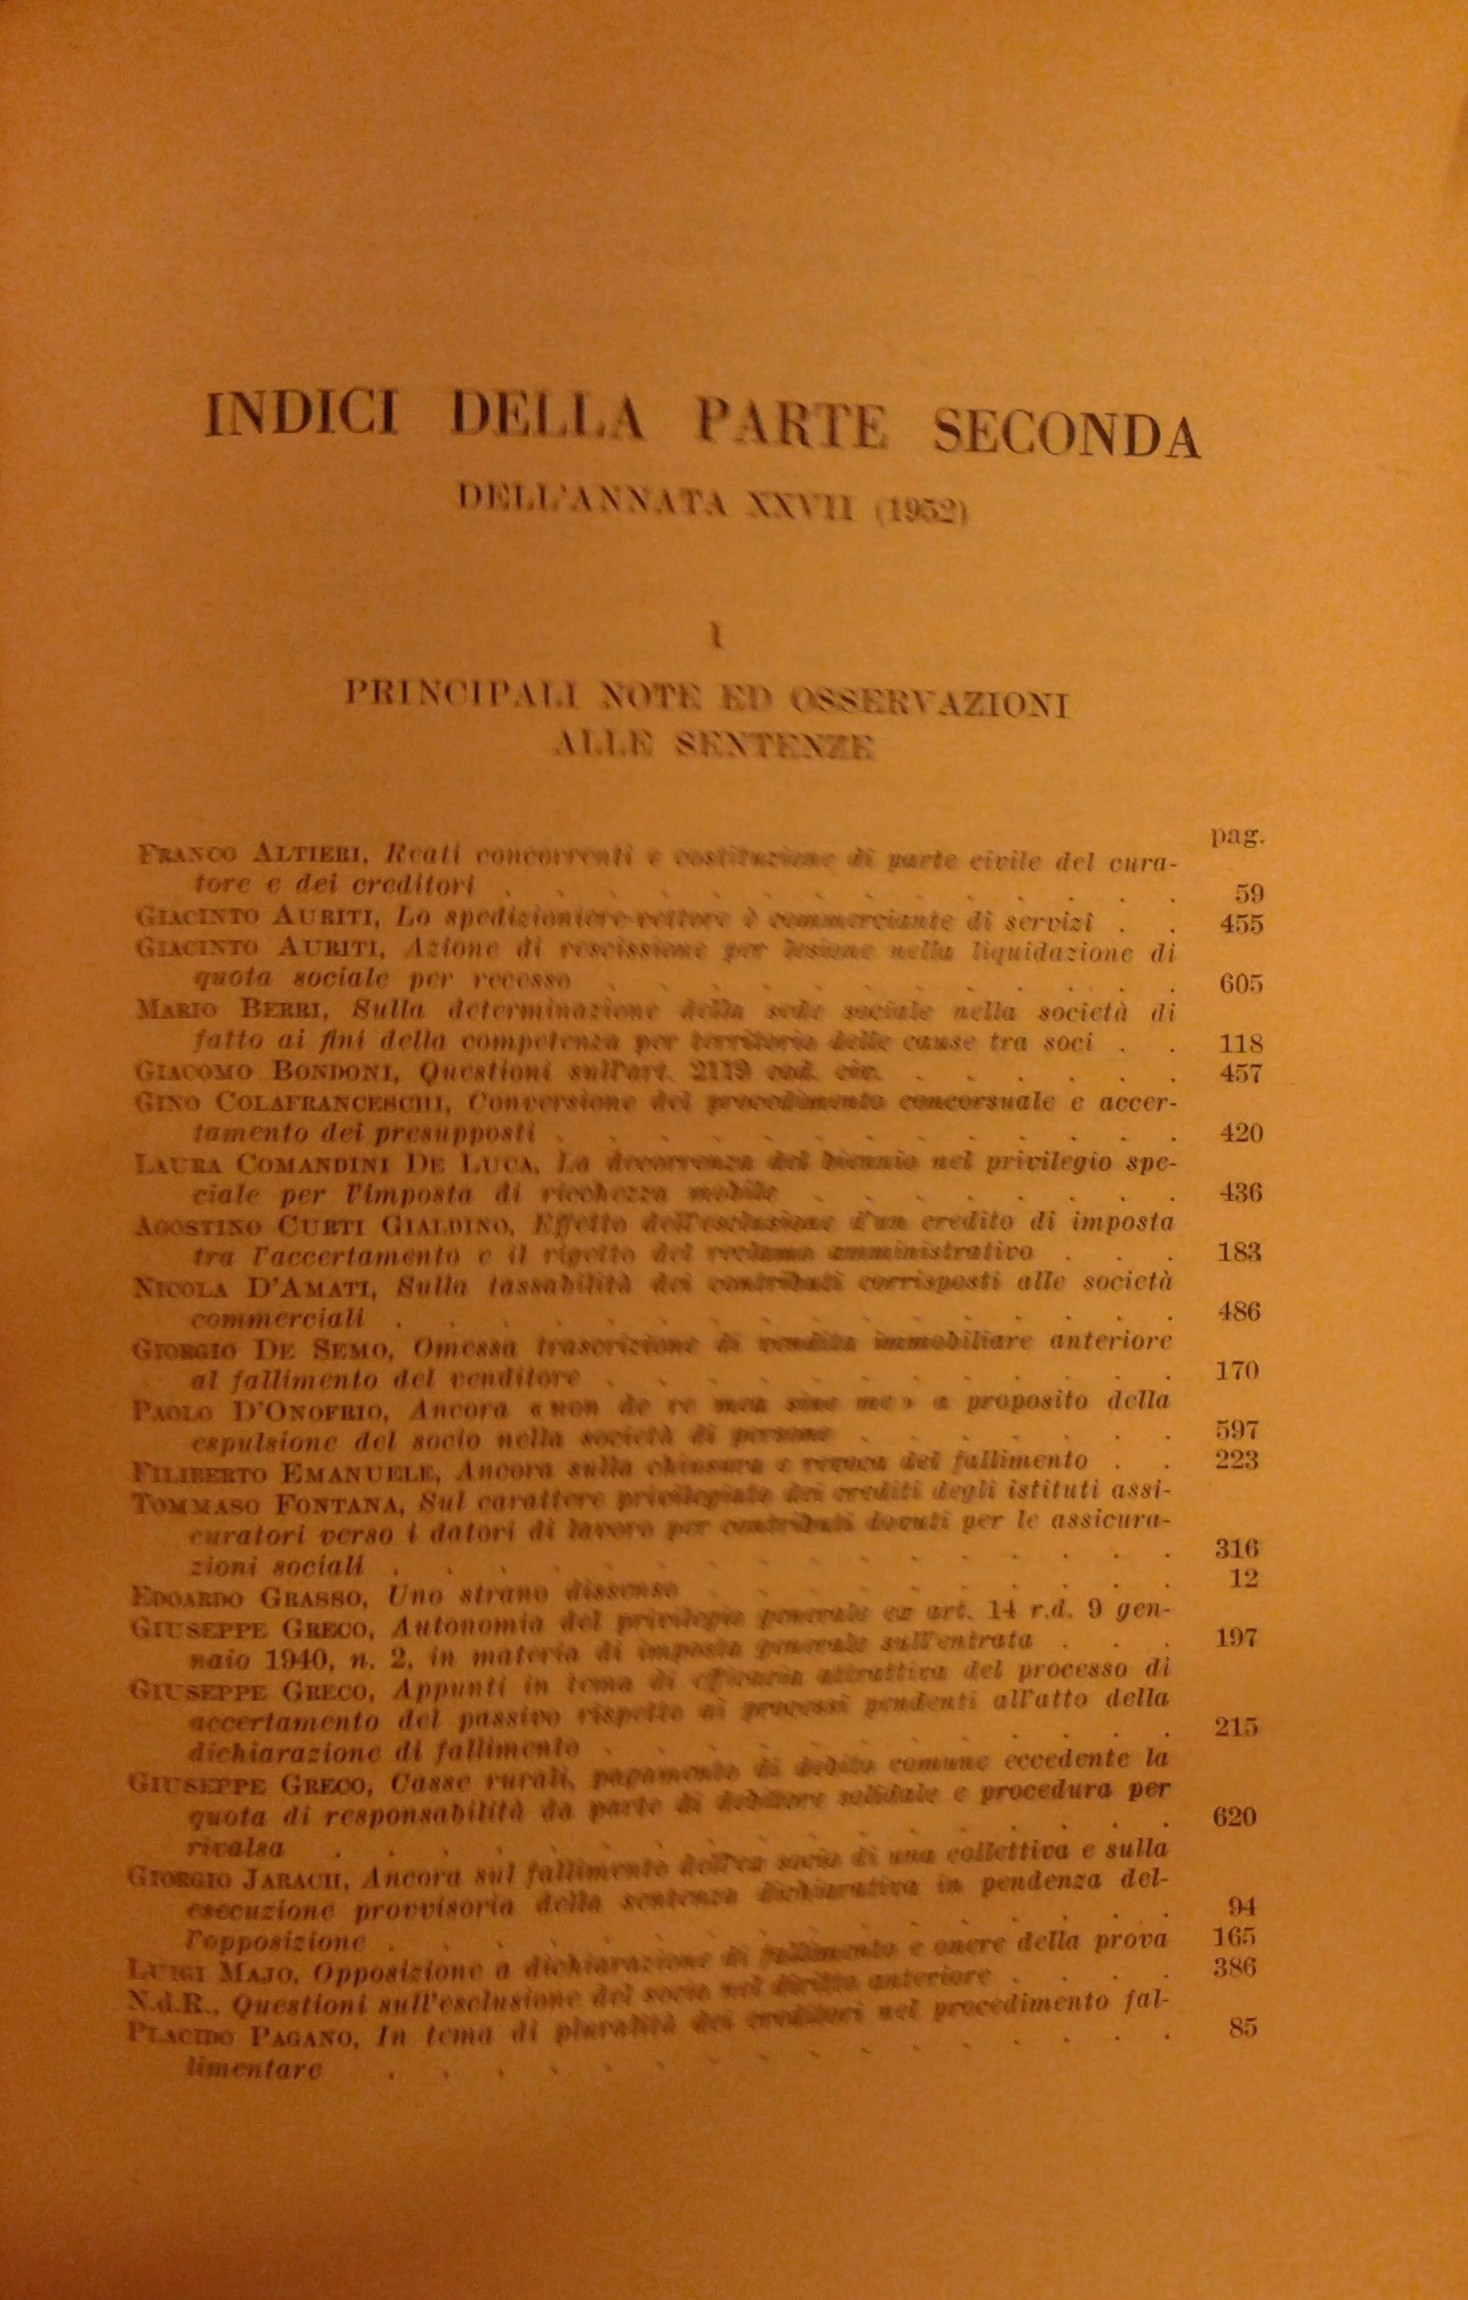 INDICI DELLA PARTE SECONDA
DELL'ANNATA XXVII (1952)
I
PRINCIPALI NOTE ED OSSERVAZIONI
ALLE SENTENZE
pag.
FRANCO ALTIERI, Reati concorrenti e costituzione di parte civile del cura-
tore e dei creditori . . . . . . . . . . . . 59
GIACINTO AURITI, Lo spedizioniere-vettore è commerciante di servizi . . 455
GIACINTO AURITI, Azione di rescissione per lesione nella liquidazione di
quota sociale per recesso . . . . . . . . . . . 605
MARIO BERRI, Sulla determinazione della sede sociale nella società di
fatto ai fini della competenza per territorio delle cause tra soci . . 118
GIACOMO BONDONI, Questioni sull'art. 2119 cod. civ. . . . . . . 457
GINO COLAFRANCESCHI, Conversione del procedimento concorsuale e accer-
tamento dei presupposti . . . . . . . . . . . . 420
LAURA COMANDINI DE LUCA, La decorrenza del biennio nel privilegio spe-
ciale per l'imposta di ricchezza mobile . . . . . . . . 436
AGOSTINO CURTI GIALDINO, Effetto dell'esclusione d'un credito di imposta
tra l'accertamento e il rigetto del reclamo amministrativo . . . 183
NICOLA D'AMATI, Sulla tassabilità dei contributi corrisposti alle società
commerciali . . . . . . . . . . . . . . . 486
GIORGIO DE SEMO, Omessa trascrizione di vendita immobiliare anteriore
al fallimento del venditore . . . . . . . . . . . 170
PAOLO D'ONOFRIO, Ancora « non de re mea sine me » a proposito della
espulsione del socio nella società di persone . . . . . . . 597
FILIBERTO EMANUELE, Ancora sulla chiusura e revoca del fallimento . . 223
TOMMASO FONTANA, Sul carattere privilegiato dei crediti degli istituti assi-
curatori verso i datori di lavoro per contributi dovuti per le assicura-
zioni sociali . . . . . . . . . . . . . . . 316
EDOARDO GRASSO, Uno strano dissenso . . . . . . . . . 12
GIUSEPPE GRECO, Autonomia del privilegio generale ex art. 14 r.d. 9 gen-
naio 1940, n. 2, in materia di imposta generale sull'entrata . . . 197
GIUSEPPE GRECO, Appunti in tema di efficacia attrattiva del processo di
accertamento del passivo rispetto ai processi pendenti all'atto della
dichiarazione di fallimento . . . . . . . . . . . 215
GIUSEPPE GRECO, Casse rurali, pagamento di debito comune eccedente la
quota di responsabilità da parte di debitore solidale e procedura per
rivalsa . . . . . . . . . . . . . . . . 620
GIORGIO JARACH, Ancora sul fallimento dell'ex socio di una collettiva e sulla
esecuzione provvisoria della sentenza dichiarativa in pendenza del-
l'opposizione . . . . . . . . . . . . . . . 94
LUIGI MAJO, Opposizione a dichiarazione di fallimento e onere della prova 165
N.d.R., Questioni sull'esclusione del socio nel diritto anteriore . . . . 386
PLACIDO PAGANO, In tema di pluralità dei creditori nel procedimento fal-
limentare . . . . . . . . . . . . . . . 85